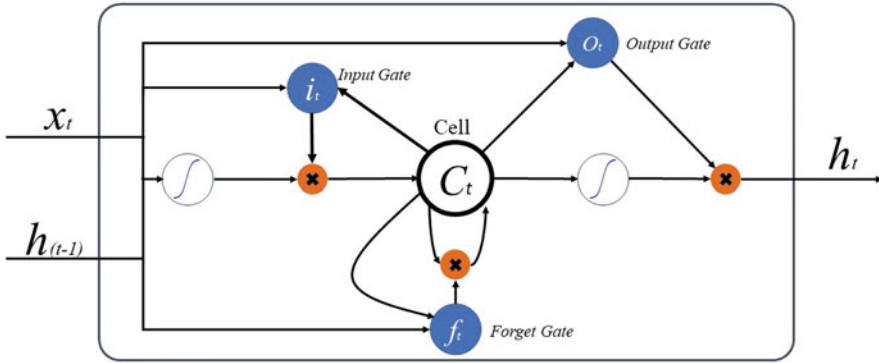 Oₜ Output Gate
iₜ Input Gate
xₜ
Cell
Cₜ
hₜ
h₍ₜ₋₁₎
fₜ Forget Gate